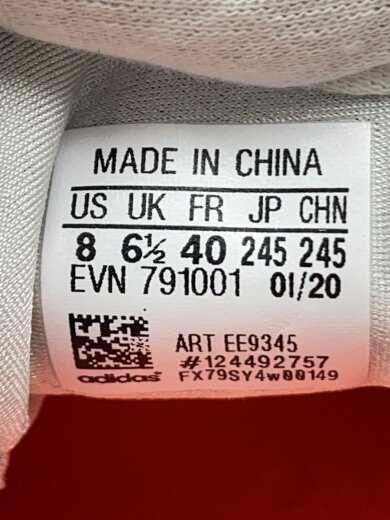 MADE IN CHINA
US UK FR JP CHN
8 6½ 40 245 245
EVN 791001 01/20
ART EE9345
#124492757
adidas FX79SY4w00149